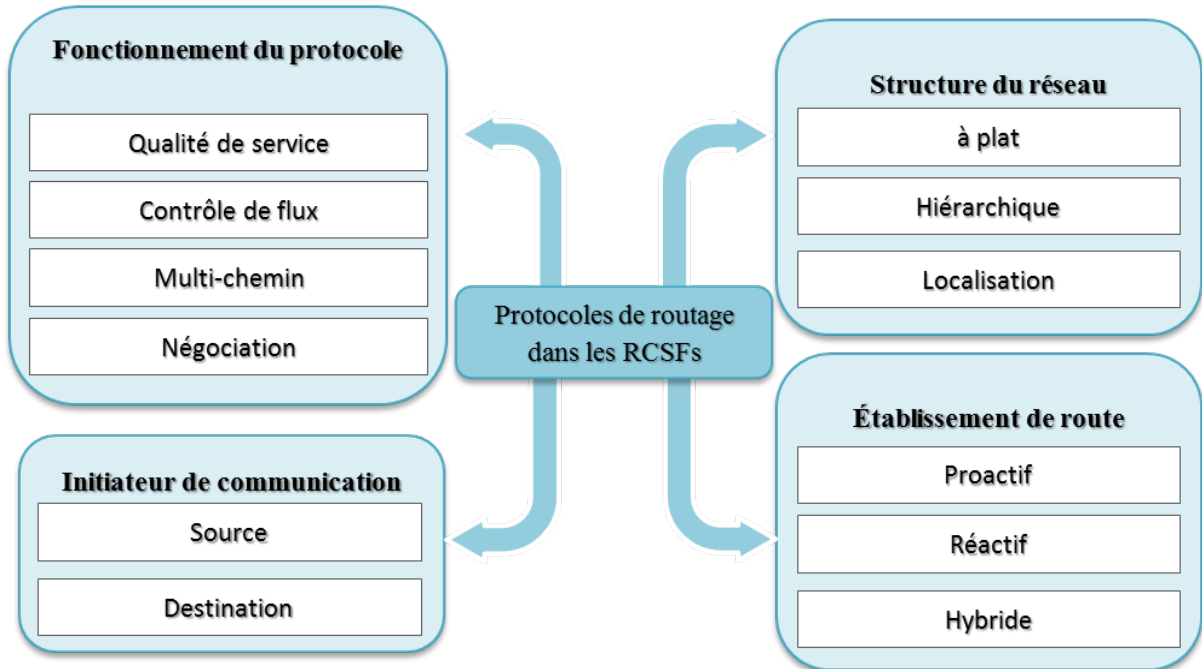 Fonctionnement du protocole
Qualité de service
Contrôle de flux
Multi-chemin
Négociation
Initiateur de communication
Source
Destination
Protocoles de routage
dans les RCSFs
Structure du réseau
à plat
Hiérarchique
Localisation
Établissement de route
Proactif
Réactif
Hybride